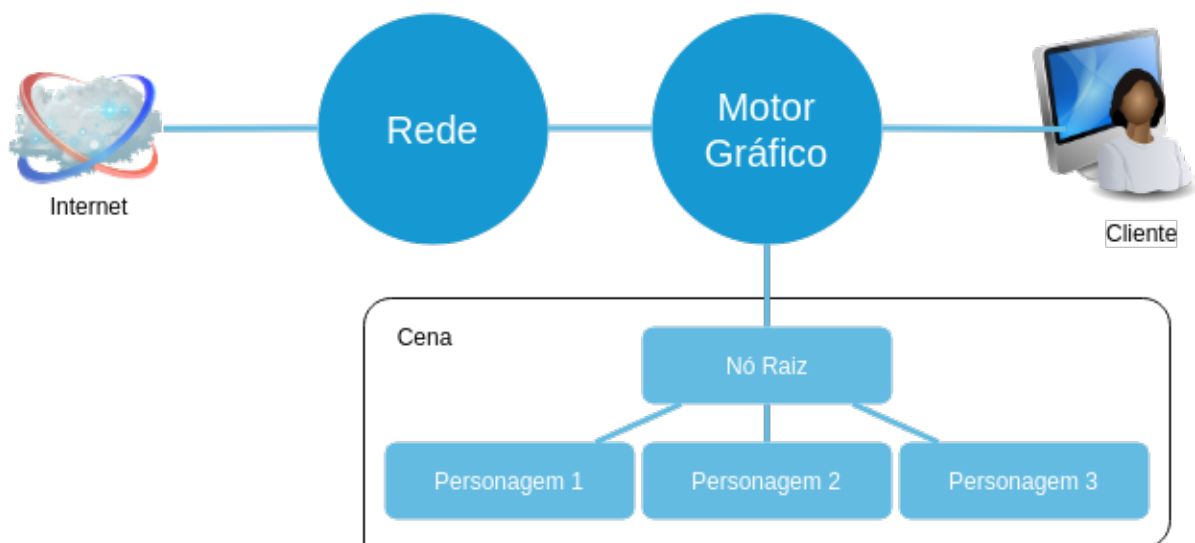 Internet
Rede
Motor
Gráfico
Cliente
Cena
Nó Raiz
Personagem 1
Personagem 2
Personagem 3